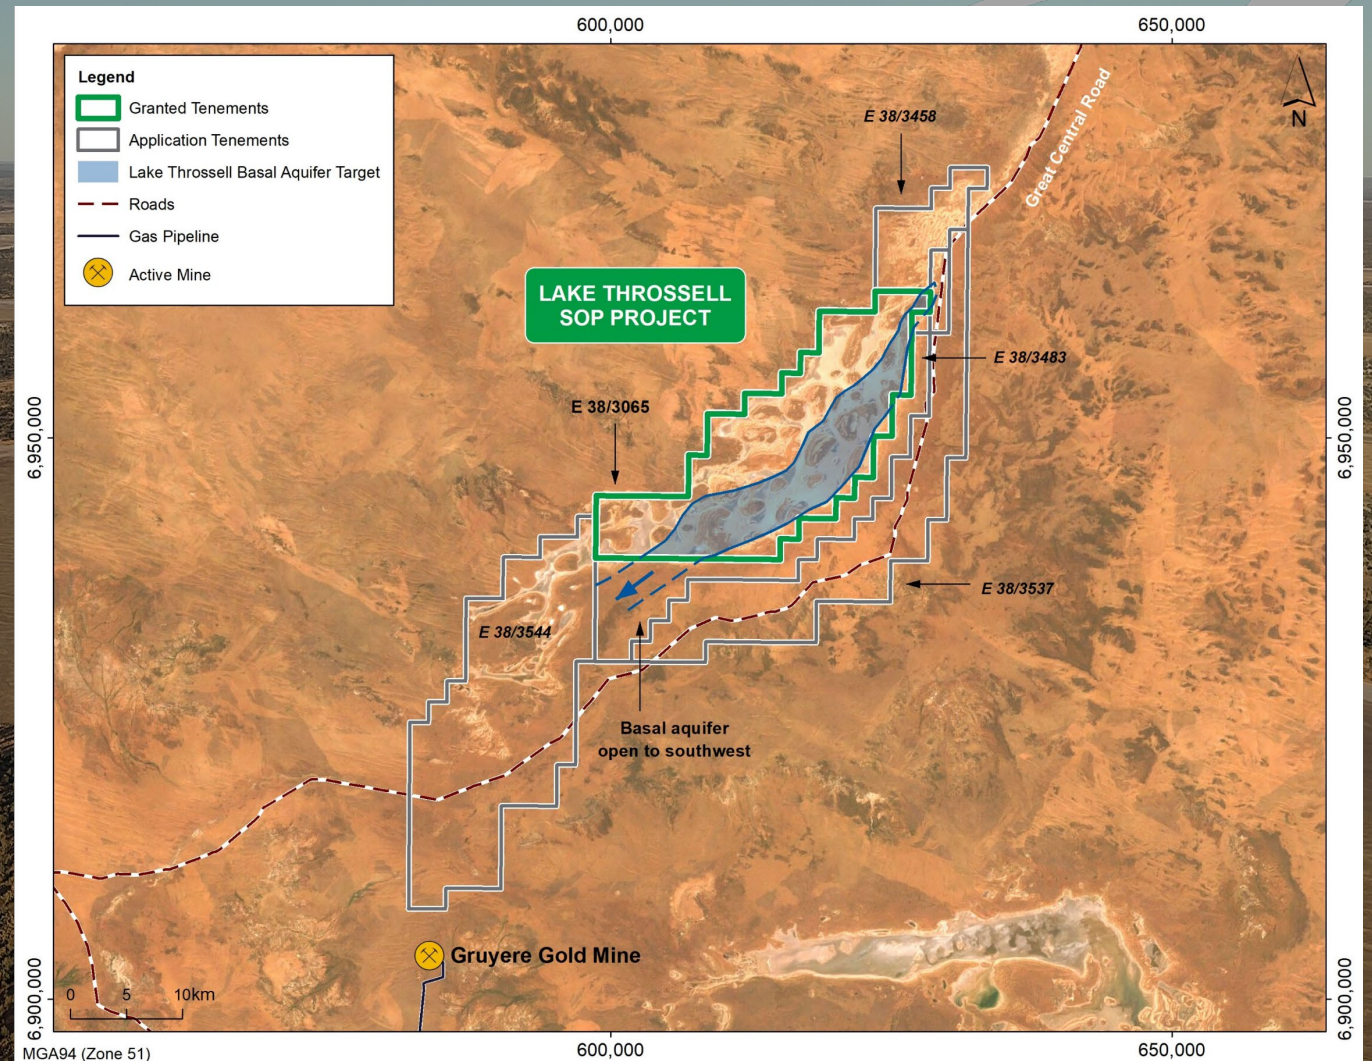 600,000
650,000
Legend
Granted Tenements
Application Tenements
Lake Throssell Basal Aquifer Target
Roads
Gas Pipeline
Active Mine
Great Central Road
N
E 38/3458
LAKE THROSSELL
SOP PROJECT
E 38/3483
E 38/3065
6,950,000
6,950,000
E 38/3537
E 38/3544
Basal aquifer
open to southwest
Gruyere Gold Mine
0 5 10km
6,900,000
6,900,000
MGA94 (Zone 51)
600,000
650,000